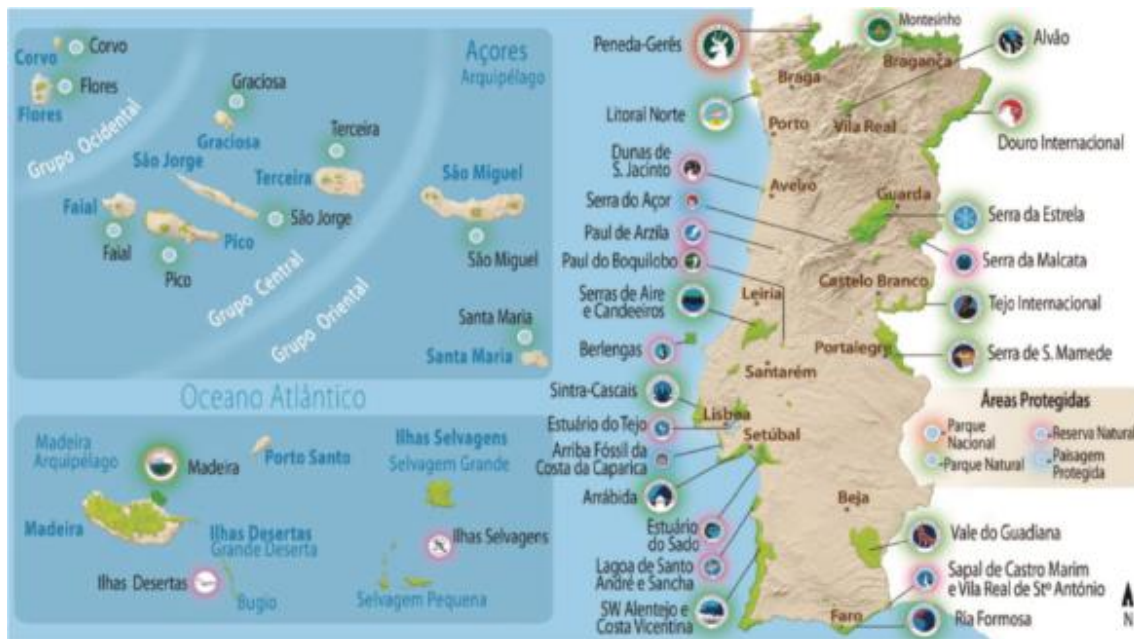 Corvo
Corvo
Flores
Flores
Grupo Ocidental
Açores
Arquipélago
Graciosa
Graciosa
Terceira
Terceira
São Jorge
São Jorge
São Miguel
São Miguel
Faial
Faial
Pico
Pico
Grupo Central
Grupo Oriental
Santa Maria
Santa Maria
Oceano Atlântico
Madeira
Arquipélago
Madeira
Porto Santo
Ilhas Selvagens
Selvagem Grande
Madeira
Ilhas Desertas
Grande Deserta
Ilhas Selvagens
Ilhas Desertas
Bugio
Selvagem Pequena
Peneda-Gerês
Montesinho
Alvão
Braga
Bragança
Litoral Norte
Porto
Vila Real
Douro Internacional
Dunas de
S. Jacinto
Aveiro
Guarda
Serra do Açor
Serra da Estrela
Paul de Arzila
Paul do Boquilobo
Serra da Malcata
Castelo Branco
Leiria
Serras de Aire
e Candeeiros
Tejo Internacional
Berlengas
Portalegre
Serra de S. Mamede
Santarém
Sintra-Cascais
Lisboa
Estuário do Tejo
Setúbal
Arriba Fóssil da
Costa da Caparica
Arrábida
Áreas Protegidas
Parque
Nacional
Reserva Natural
Parque Natural
Paisagem
Protegida
Beja
Estuário
do Sado
Vale do Guadiana
Lagoa de Santo
André e Sancha
Sapal de Castro Marim
e Vila Real de Stº António
SW Alentejo e
Costa Vicentina
Faro
Ria Formosa
N